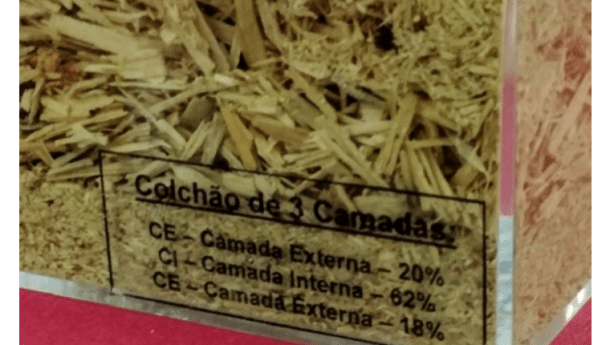 Colchão de 3 Camadas:
CE – Camada Externa – 20%
CI – Camada Interna – 62%
CE – Camada Externa – 18%